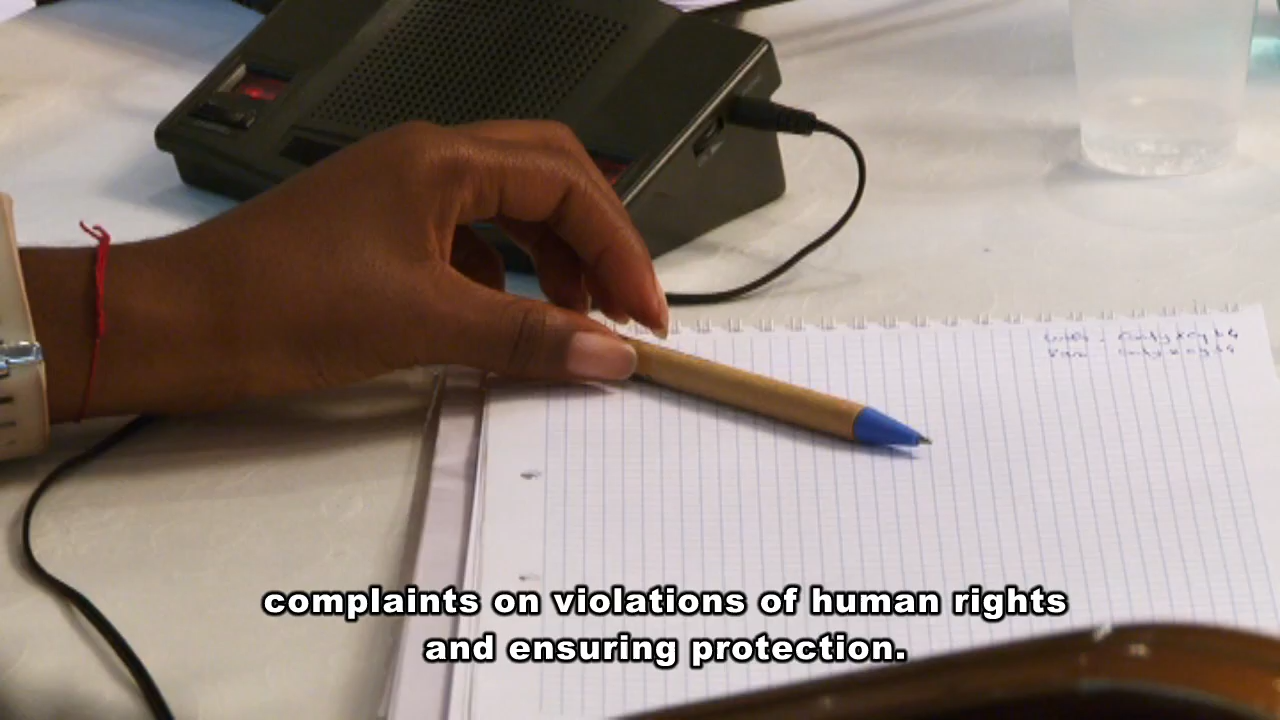 complaints on violations of human rights
and ensuring protection.